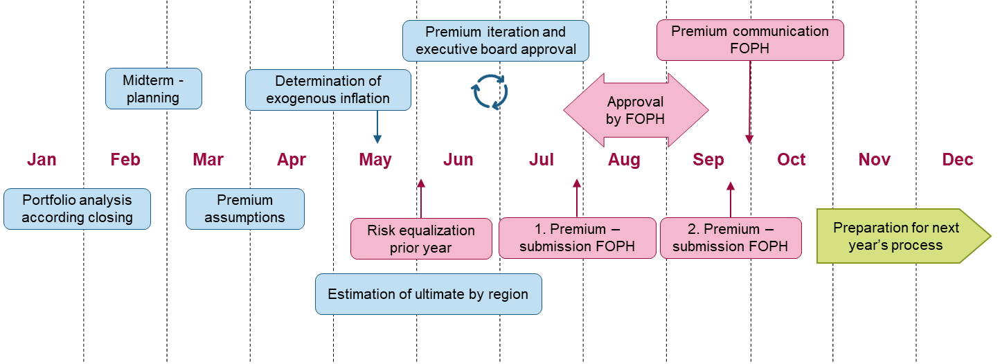 Premium iteration and
executive board approval
Premium communication
FOPH
Midterm -
planning
Determination of
exogenous inflation
Approval
by FOPH
Jan
Feb
Mar
Apr
May
Jun
Jul
Aug
Sep
Oct
Nov
Dec
Portfolio analysis
according closing
Premium
assumptions
Risk equalization
prior year
1. Premium –
submission FOPH
2. Premium –
submission FOPH
Preparation for next
year's process
Estimation of ultimate by region